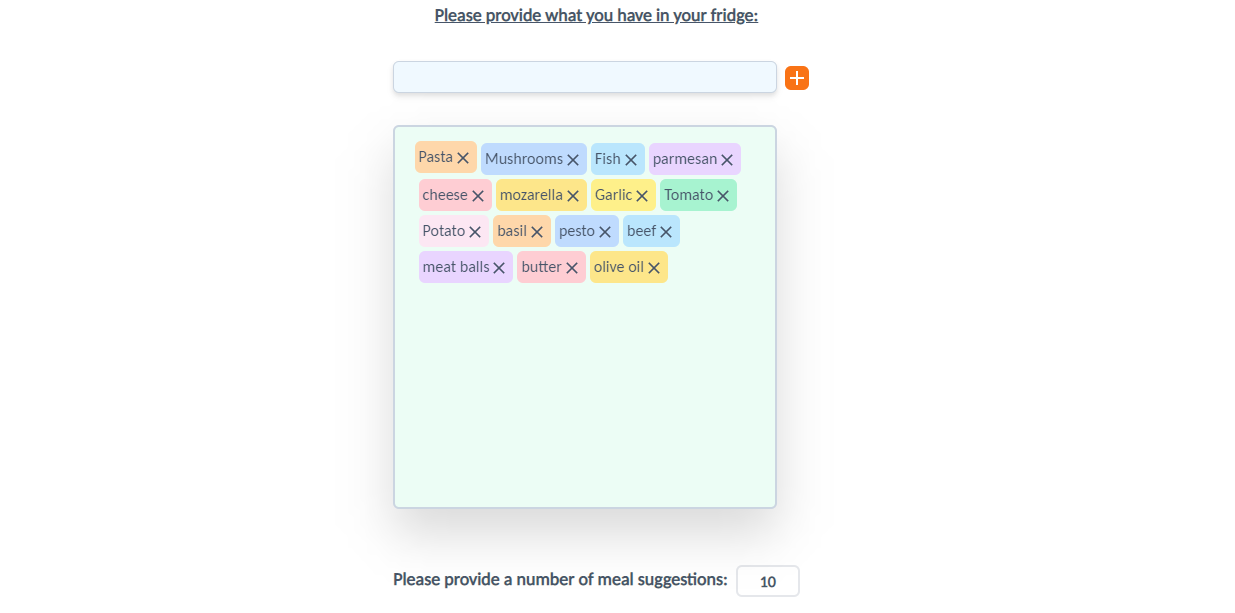 Please provide what you have in your fridge:
Pasta Mushrooms Fish parmesan
cheese mozarella Garlic Tomato
Potato basil pesto beef
meat balls butter olive oil
Please provide a number of meal suggestions: 10